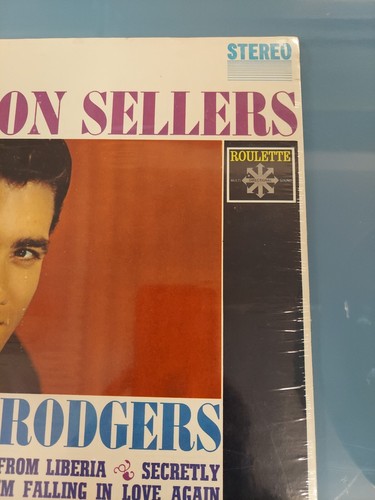 STEREO
ON SELLERS
ROULETTE
RODGERS
FROM LIBERIA SECRETLY
I'M FALLING IN LOVE AGAIN